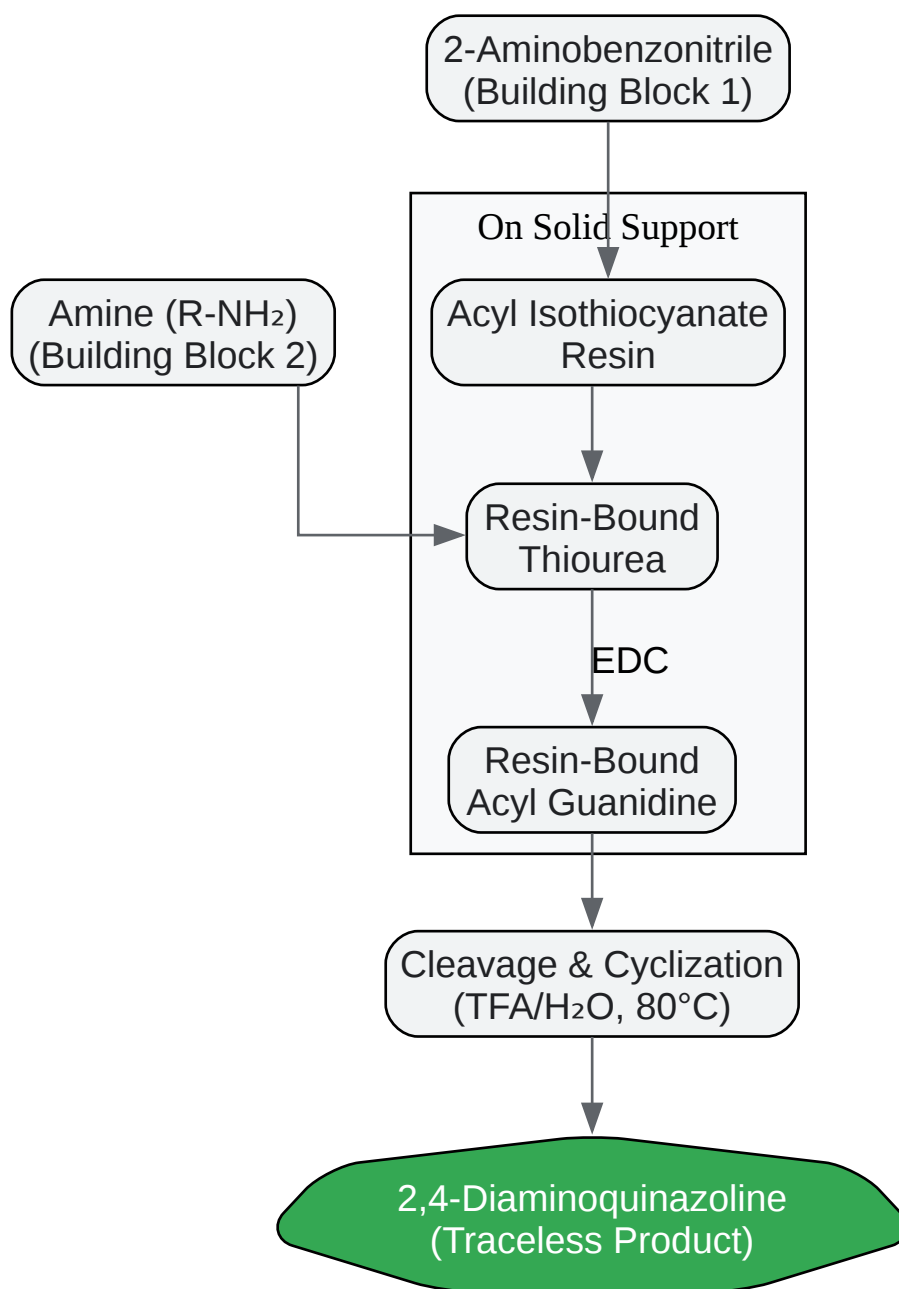 2-Aminobenzonitrile
(Building Block 1)
On Solid Support
Amine (R-NH₂)
(Building Block 2)
Acyl Isothiocyanate
Resin
Resin-Bound
Thiourea
EDC
Resin-Bound
Acyl Guanidine
Cleavage & Cyclization
(TFA/H₂O, 80°C)
2,4-Diaminoquinazoline
(Traceless Product)